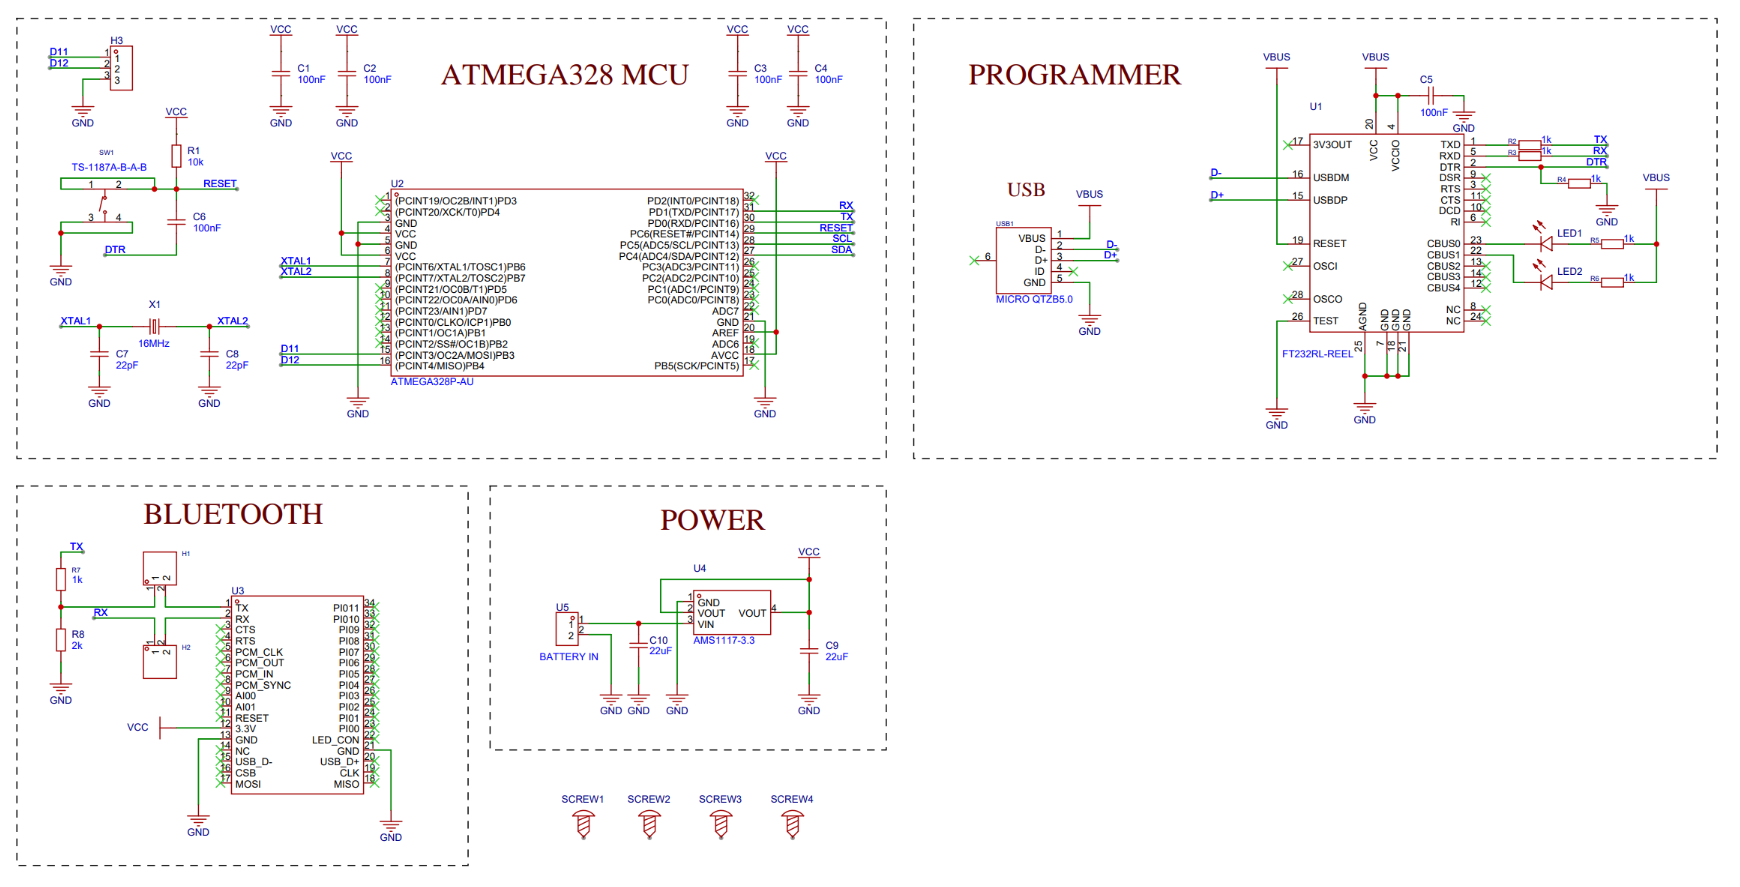 ATMEGA328 MCU
H3
D11
D12
1
2
3
1
2
3
GND
VCC
C1
100nF
GND
VCC
C2
100nF
GND
VCC
C3
100nF
GND
VCC
C4
100nF
GND
VCC
R1
10k
SW1
TS-1187A-B-A-B
1 2
3 4
RESET
C6
100nF
DTR
GND
X1
XTAL1
XTAL2
16MHz
C7
22pF
C8
22pF
GND
GND
VCC
VCC
U2
1 (PCINT19/OC2B/INT1)PD3
2 (PCINT20/XCK/T0)PD4
3 GND
4 VCC
5 GND
6 VCC
XTAL1 7 (PCINT6/XTAL1/TOSC1)PB6
XTAL2 8 (PCINT7/XTAL2/TOSC2)PB7
9 (PCINT21/OC0B/T1)PD5
10 (PCINT22/OC0A/AIN0)PD6
11 (PCINT23/AIN1)PD7
12 (PCINT0/CLKO/ICP1)PB0
13 (PCINT1/OC1A)PB1
14 (PCINT2/SS#/OC1B)PB2
D11 15 (PCINT3/OC2A/MOSI)PB3
D12 16 (PCINT4/MISO)PB4
PD2(INT0/PCINT18) 32
PD1(TXD/PCINT17) 31 RX
PD0(RXD/PCINT16) 30 TX
PC6(RESET#/PCINT14) 29 RESET
PC5(ADC5/SCL/PCINT13) 28 SCL
PC4(ADC4/SDA/PCINT12) 27 SDA
PC3(ADC3/PCINT11) 26
PC2(ADC2/PCINT10) 25
PC1(ADC1/PCINT9) 24
PC0(ADC0/PCINT8) 23
ADC7 22
GND 21
AREF 20
ADC6 19
AVCC 18
PB5(SCK/PCINT5) 17
ATMEGA328P-AU
GND
GND
PROGRAMMER
VBUS
VBUS
C5
100nF
GND
U1
20
4
VCC
VCCIO
17 3V3OUT
D- 16 USBDM
D+ 15 USBDP
19 RESET
27 OSCI
28 OSCO
26 TEST
TXD 1 R2 1k TX
RXD 5 R3 1k RX
DTR 2 DTR
DSR 9
RTS 3
CTS 11
DCD 10
RI 6
R4 1k
GND
VBUS
CBUS0 23
CBUS1 22
CBUS2 13
CBUS3 14
CBUS4 12
NC 8
NC 24
LED1 R5 1k
LED2 R6 1k
AGND
GND
GND
GND
25
7
18
21
FT232RL-REEL
GND
GND
USB
VBUS
USB1
6
VBUS 1
D- 2 D-
D+ 3 D+
ID 4
GND 5
MICRO QTZB5.0
GND
BLUETOOTH
TX
R7
1k
RX
R8
2k
GND
H1
1 2
1 2
1 2
1 2
H2
U3
1 TX
2 RX
3 CTS
4 RTS
5 PCM_CLK
6 PCM_OUT
7 PCM_IN
8 PCM_SYNC
9 AI00
10 AI01
11 RESET
VCC 12 3.3V
13 GND
14 NC
15 USB_D-
16 CSB
17 MOSI
PI011 34
PI010 33
PI09 32
PI08 31
PI07 30
PI06 29
PI05 28
PI04 27
PI03 26
PI02 25
PI01 24
PI00 23
LED_CON 22
GND 21
USB_D+ 20
CLK 19
MISO 18
GND
GND
POWER
VCC
U4
1 GND
2 VOUT
3 VIN
VOUT 4
AMS1117-3.3
U5
1 1
2 2
BATTERY IN
C10
22uF
C9
22uF
GND
GND
GND
GND
SCREW1
SCREW2
SCREW3
SCREW4